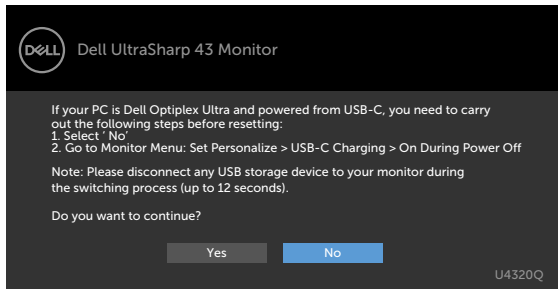 DELL
Dell UltraSharp 43 Monitor
If your PC is Dell Optiplex Ultra and powered from USB-C, you need to carry
out the following steps before resetting:
1. Select ‘ No’
2. Go to Monitor Menu: Set Personalize > USB-C Charging > On During Power Off
Note: Please disconnect any USB storage device to your monitor during
the switching process (up to 12 seconds).
Do you want to continue?
Yes
No
U4320Q